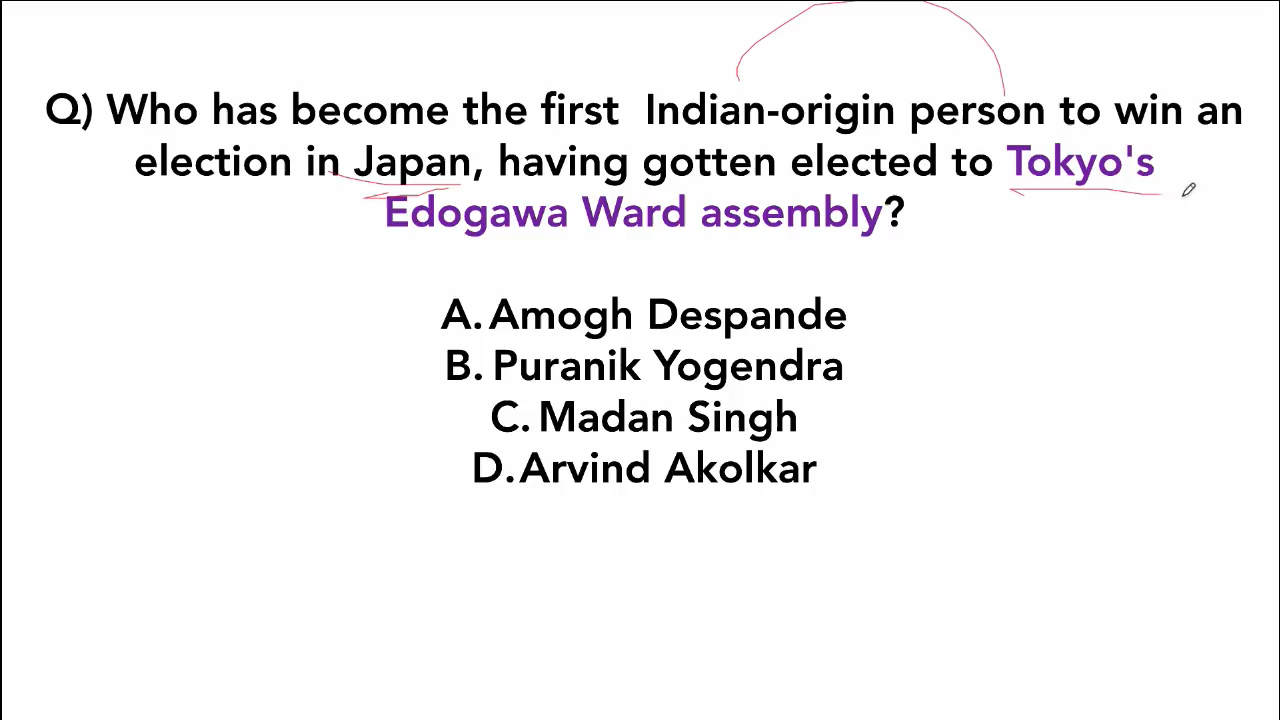 Q) Who has become the first  Indian-origin person to win an
election in Japan, having gotten elected to Tokyo's
Edogawa Ward assembly?
A. Amogh Despande
B. Puranik Yogendra
C. Madan Singh
D. Arvind Akolkar